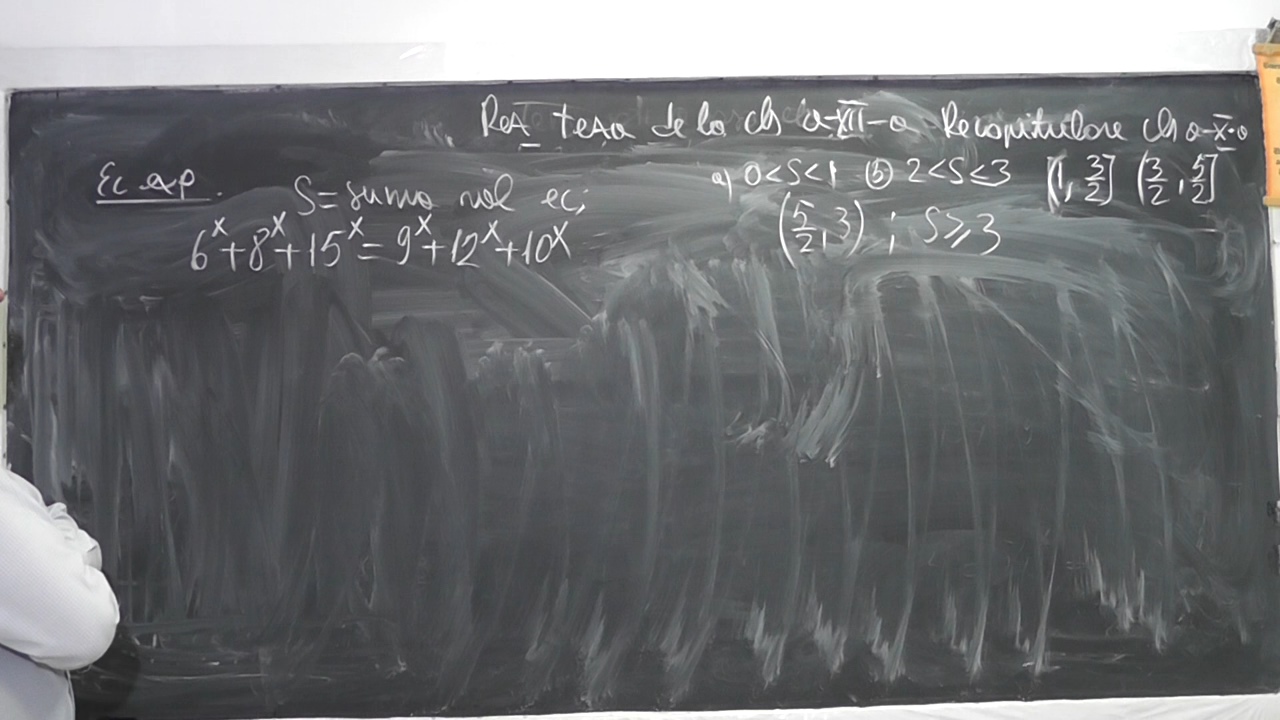 Rez teza de la cls a-XII-a Recapitulare cls a-X-a
Ec exp.
S=suma sol ec;
a) 0<S<1 b) 2<S≤3 [1, 3/2] (3/2, 5/2]
6^x+8^x+15^x=9^x+12^x+10^x
(5/2, 3) ; S≥3